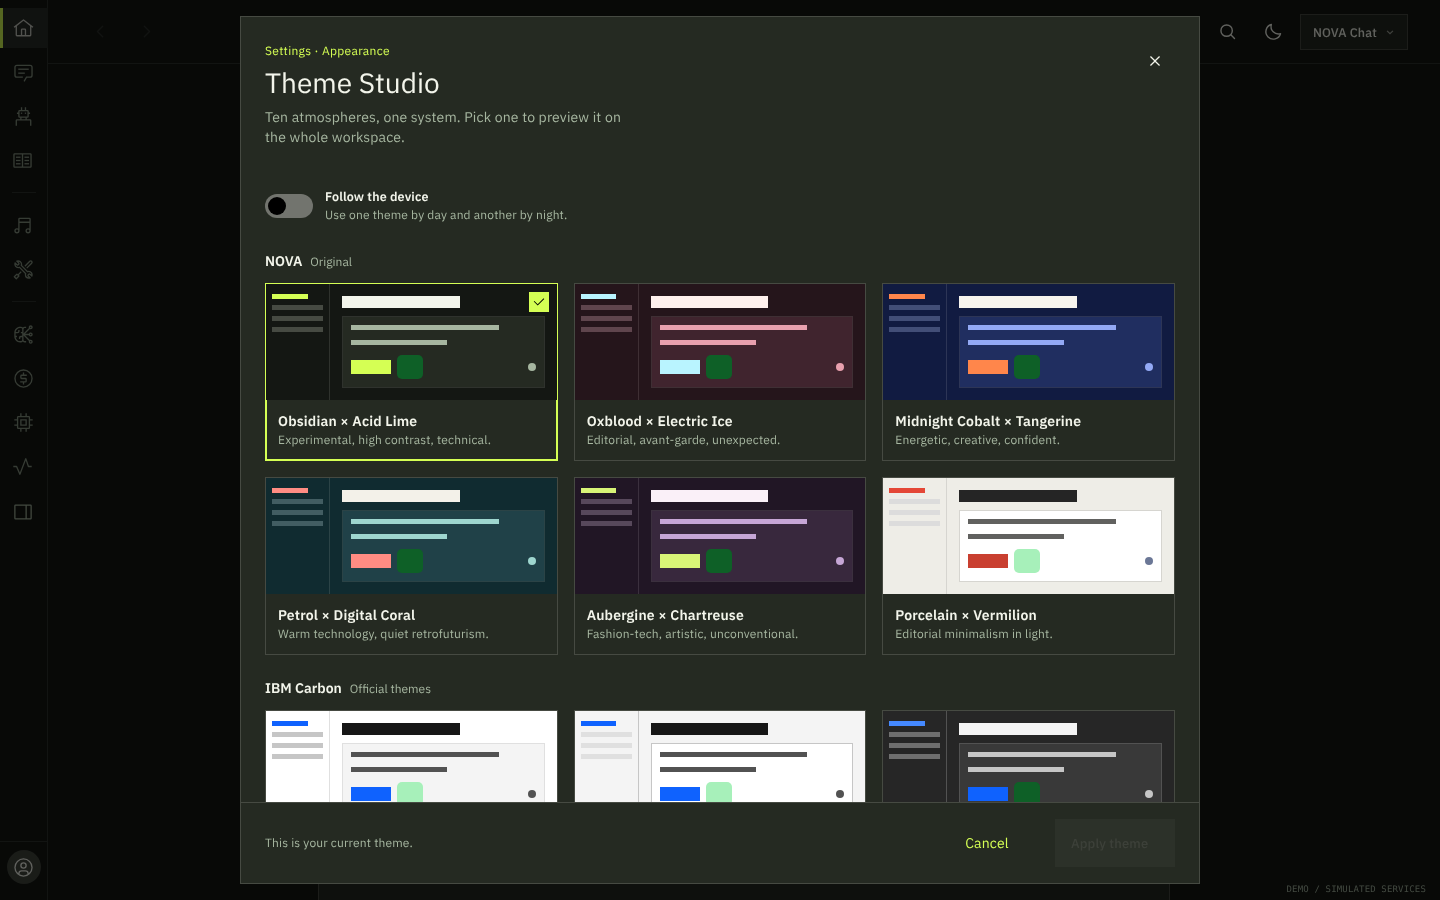 NOVA Chat
Settings · Appearance
Theme Studio
Ten atmospheres, one system. Pick one to preview it on
the whole workspace.
Follow the device
Use one theme by day and another by night.
NOVA Original
Obsidian × Acid Lime
Experimental, high contrast, technical.
Oxblood × Electric Ice
Editorial, avant-garde, unexpected.
Midnight Cobalt × Tangerine
Energetic, creative, confident.
Petrol × Digital Coral
Warm technology, quiet retrofuturism.
Aubergine × Chartreuse
Fashion-tech, artistic, unconventional.
Porcelain × Vermilion
Editorial minimalism in light.
IBM Carbon Official themes
This is your current theme.
Cancel
Apply theme
DEMO / SIMULATED SERVICES